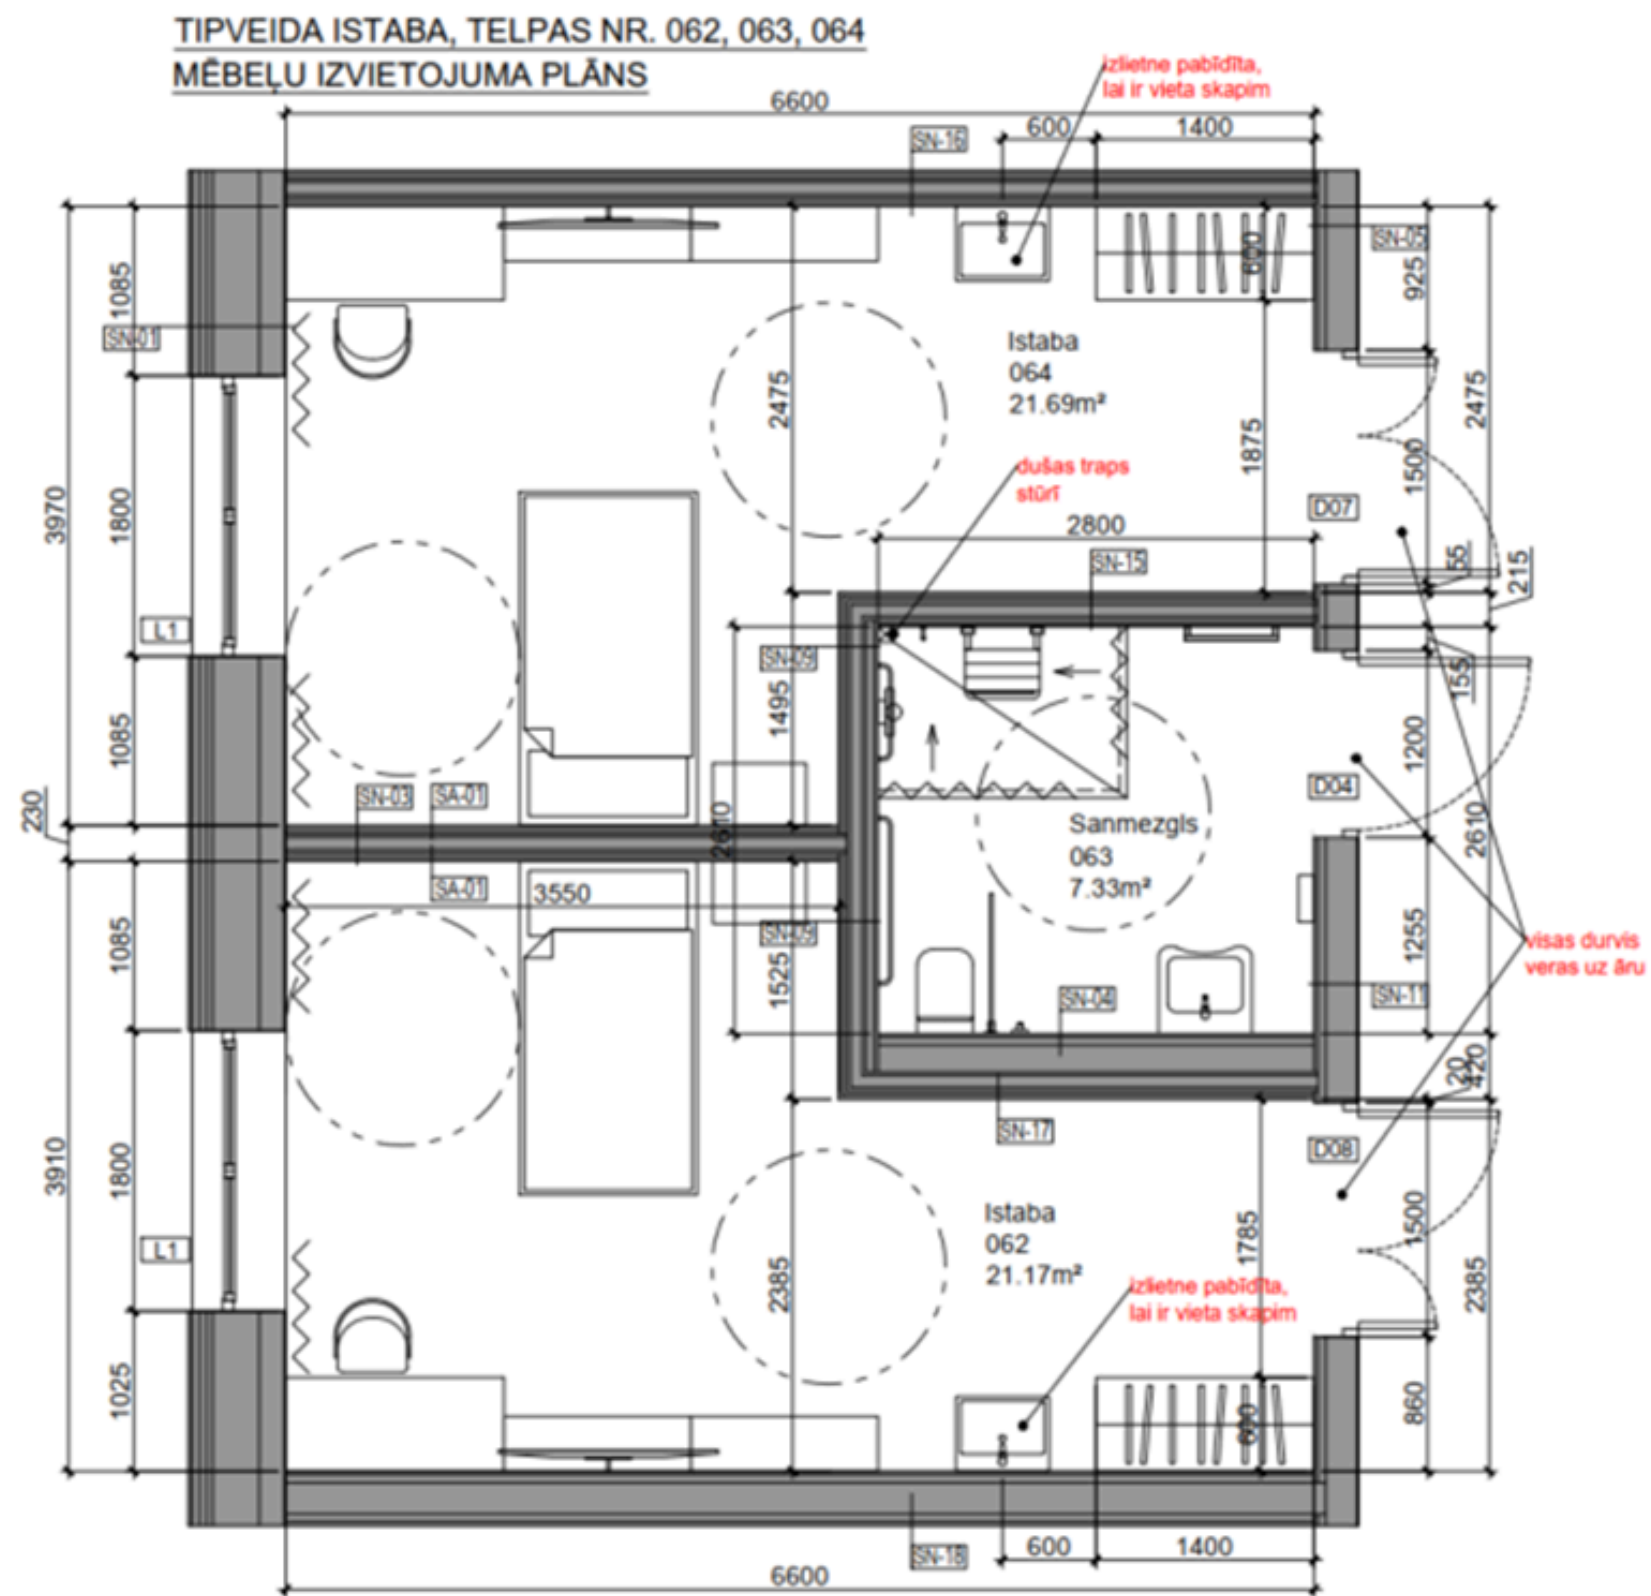 TIPVEIDA ISTABA, TELPAS NR. 062, 063, 064
MĒBEĻU IZVIETOJUMA PLĀNS
izlietne pabīdīta,
lai ir vieta skapim
6600
600
1400
SN-16
SN-05
925
600
1085
SN-01
Istaba
064
21.69m²
2475
2475
1875
1500
dušas traps
stūrī
D07
3970
1800
2800
55
215
SN-15
L1
SN-09
155
1495
1085
1200
SN-03
SA-01
D04
230
2610
Sanmezgls
063
7.33m²
2610
SA-01
3550
SN-09
1085
1525
1255
visas durvis
veras uz āru
SN-04
SN-11
20
420
SN-17
D08
3910
1800
Istaba
062
21.17m²
1785
1500
L1
2385
2385
izlietne pabīdīta,
lai ir vieta skapim
1025
600
860
SN-18
600
1400
6600